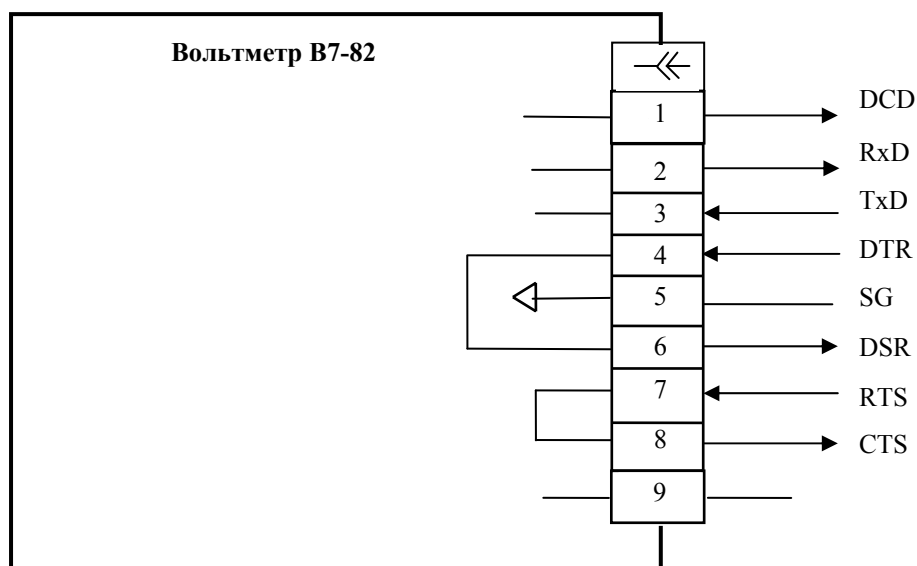 Вольтметр В7-82
1 DCD
2 RxD
3 TxD
4 DTR
5 SG
6 DSR
7 RTS
8 CTS
9